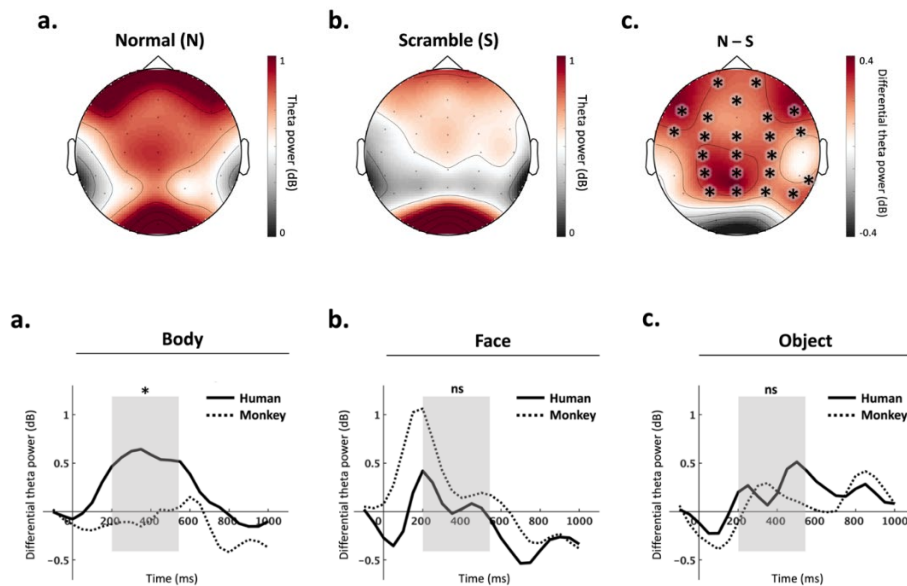 a.
Normal (N)
1
Theta power (dB)
0
b.
Scramble (S)
1
Theta power (dB)
0
c.
N – S
* * * * * * * * * * * * * * * * * * * * * * *
0.4
Differential theta power (dB)
-0.4
a.
Body
*
Human
Monkey
Differential theta power (dB)
1
0.5
-0.5
0 200 400 600 800 1000
Time (ms)
b.
Face
ns
Human
Monkey
Differential theta power (dB)
1
0.5
-0.5
0 200 400 600 800 1000
Time (ms)
c.
Object
ns
Human
Monkey
Differential theta power (dB)
1
0.5
-0.5
0 200 400 600 800 1000
Time (ms)